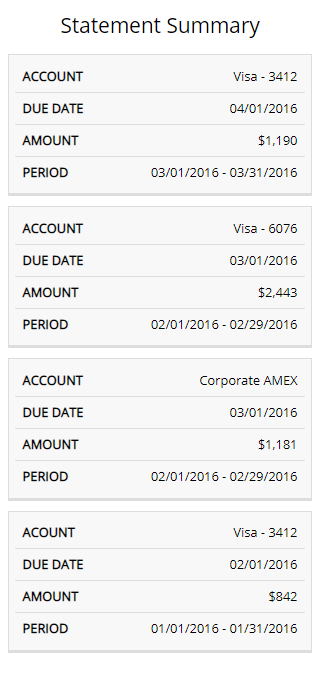 Statement Summary
ACCOUNT Visa - 3412
DUE DATE 04/01/2016
AMOUNT $1,190
PERIOD 03/01/2016 - 03/31/2016
ACCOUNT Visa - 6076
DUE DATE 03/01/2016
AMOUNT $2,443
PERIOD 02/01/2016 - 02/29/2016
ACCOUNT Corporate AMEX
DUE DATE 03/01/2016
AMOUNT $1,181
PERIOD 02/01/2016 - 02/29/2016
ACOUNT Visa - 3412
DUE DATE 02/01/2016
AMOUNT $842
PERIOD 01/01/2016 - 01/31/2016